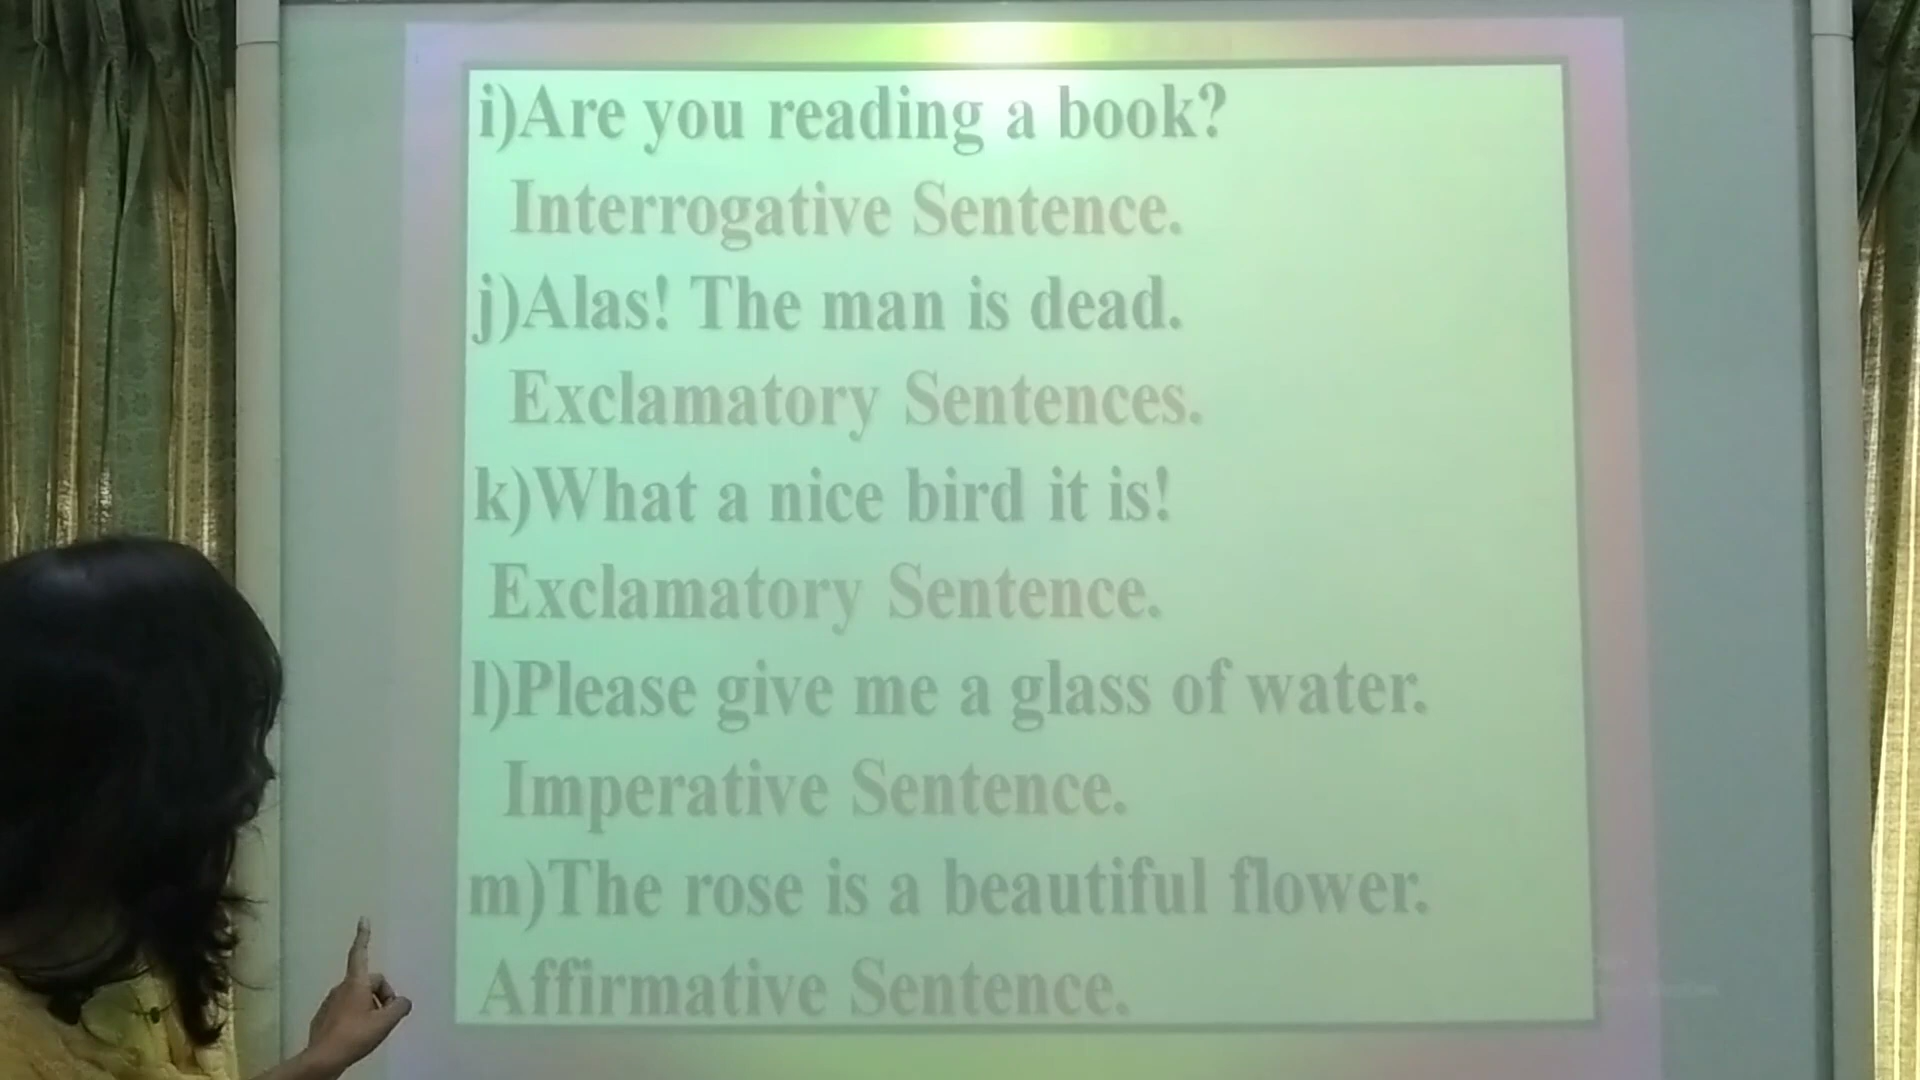 i)Are you reading a book?
Interrogative Sentence.
j)Alas! The man is dead.
Exclamatory Sentences.
k)What a nice bird it is!
Exclamatory Sentence.
l)Please give me a glass of water.
Imperative Sentence.
m)The rose is a beautiful flower.
Affirmative Sentence.